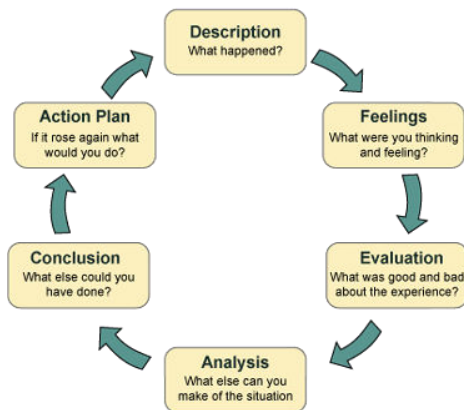 Description
What happened?
Feelings
What were you thinking
and feeling?
Evaluation
What was good and bad
about the experience?
Analysis
What else can you
make of the situation
Conclusion
What else could you
have done?
Action Plan
If it rose again what
would you do?